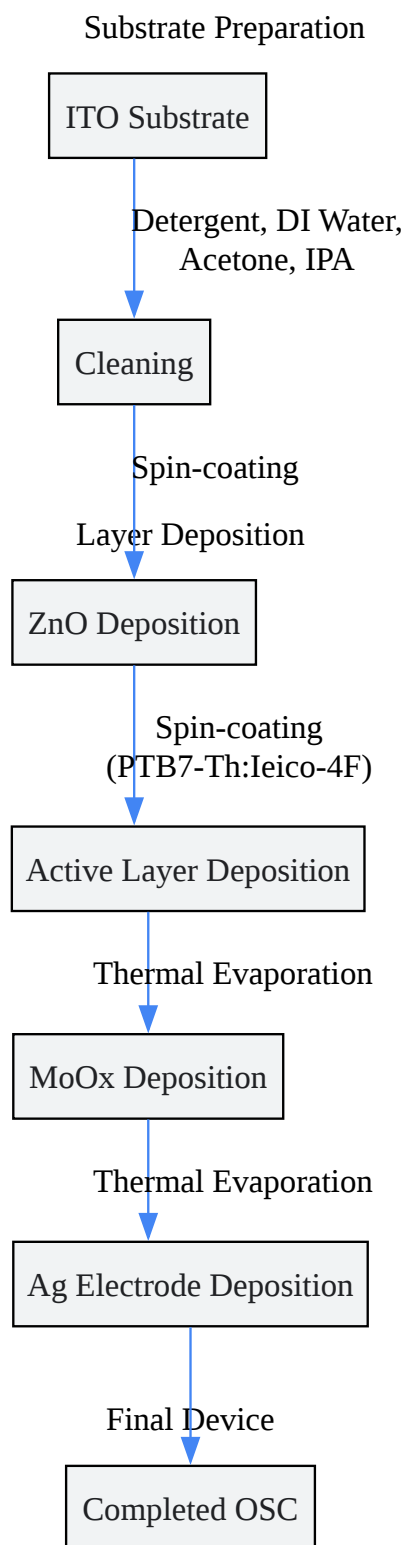 Substrate Preparation
ITO Substrate
Detergent, DI Water,
Acetone, IPA
Cleaning
Spin-coating
Layer Deposition
ZnO Deposition
Spin-coating
(PTB7-Th:Ieico-4F)
Active Layer Deposition
Thermal Evaporation
MoOx Deposition
Thermal Evaporation
Ag Electrode Deposition
Final Device
Completed OSC